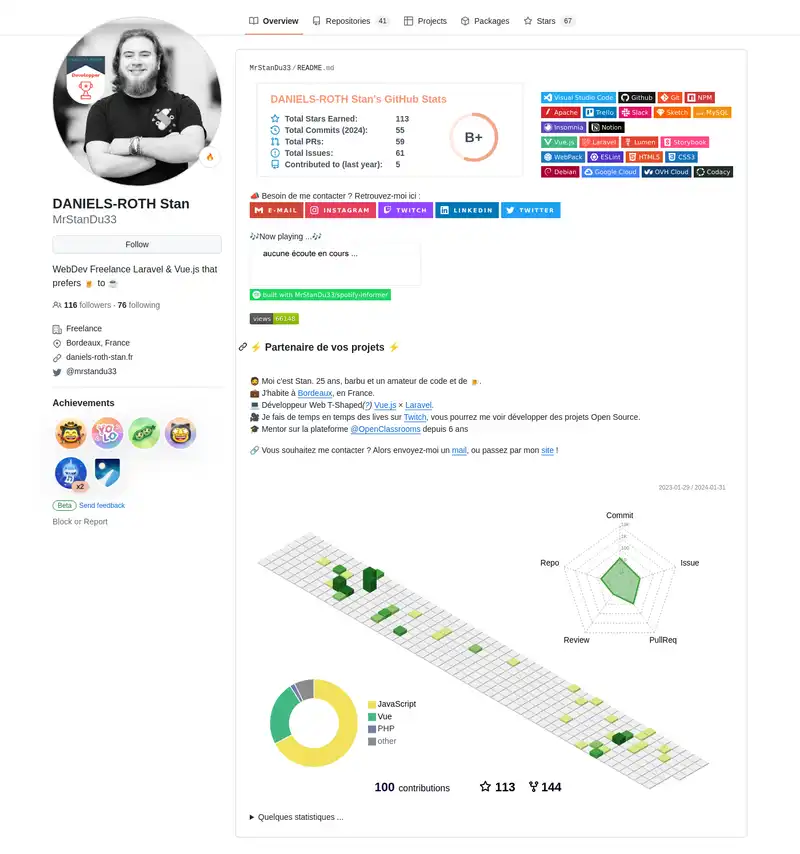 Overview
Repositories 41
Projects
Packages
Stars 67
Developper
DANIELS-ROTH Stan
MrStanDu33
Follow
WebDev Freelance Laravel & Vue.js that
prefers 🍺 to ☕
116 followers · 76 following
Freelance
Bordeaux, France
daniels-roth-stan.fr
@mrstandu33
Achievements
YOLO
x2
Beta Send feedback
Block or Report
MrStanDu33/README.md
DANIELS-ROTH Stan's GitHub Stats
Total Stars Earned: 113
Total Commits (2024): 55
Total PRs: 59
Total Issues: 61
Contributed to (last year): 5
B+
Visual Studio Code Github Git NPM
Apache Trello Slack Sketch MySQL
Insomnia Notion
Vue.js Laravel Lumen Storybook
WebPack ESLint HTML5 CSS3
Debian Google Cloud OVH Cloud Codacy
📣 Besoin de me contacter ? Retrouvez-moi ici :
E-MAIL INSTAGRAM TWITCH LINKEDIN TWITTER
🎶Now playing ...🎶
aucune écoute en cours ...
built with MrStanDu33/spotify-informer
views 66148
⚡ Partenaire de vos projets ⚡
🧔 Moi c'est Stan. 25 ans, barbu et un amateur de code et de 🍺.
💼 J'habite à Bordeaux, en France.
💻 Développeur Web T-Shaped(?) Vue.js × Laravel.
🎥 Je fais de temps en temps des lives sur Twitch, vous pourrez me voir développer des projets Open Source.
🎓 Mentor sur la plateforme @OpenClassrooms depuis 6 ans
🔗 Vous souhaitez me contacter ? Alors envoyez-moi un mail, ou passez par mon site !
2023-01-29 / 2024-01-31
Commit
1K
100
Repo
Issue
Review
PullReq
JavaScript
Vue
PHP
other
100 contributions
113
144
Quelques statistiques ...